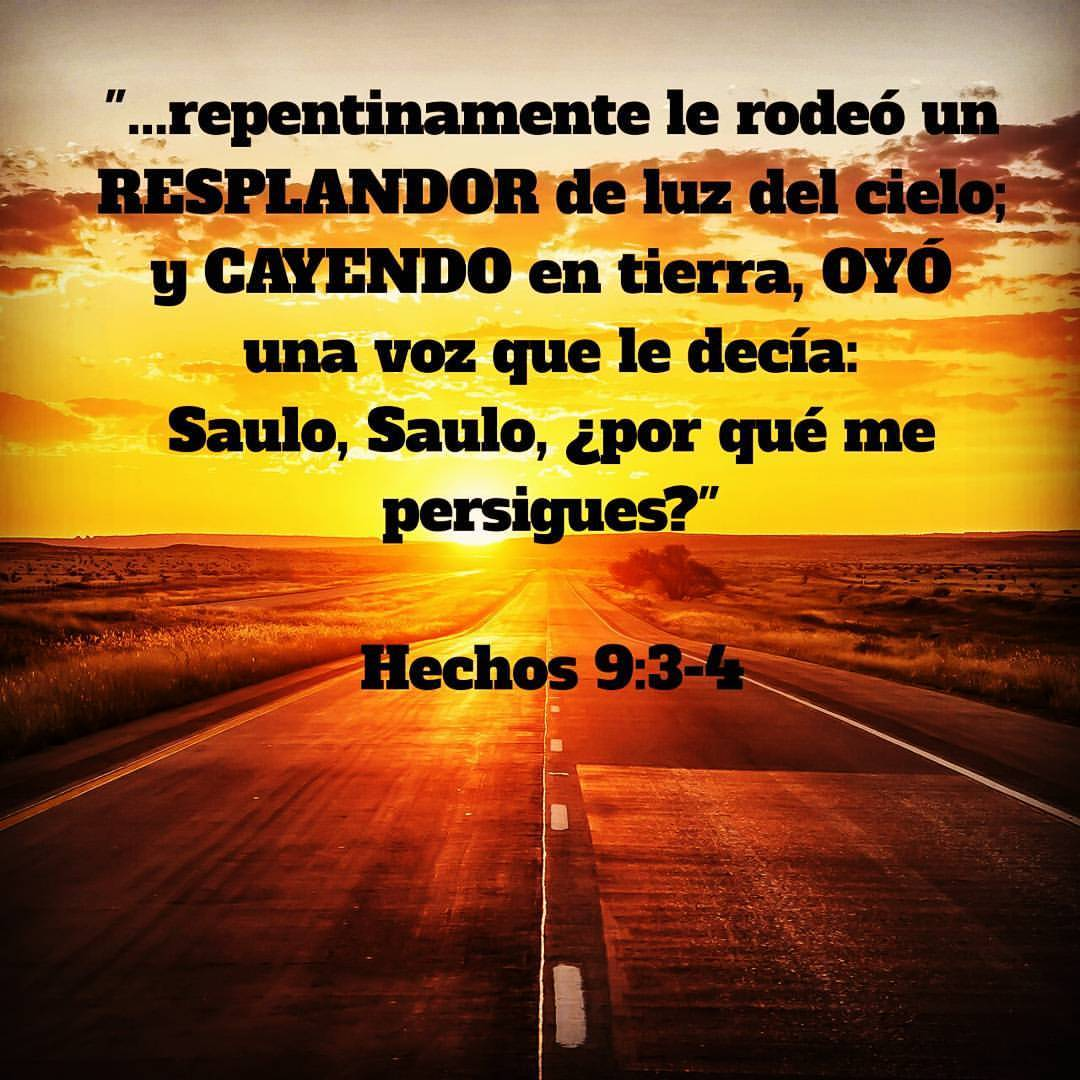 "...repentinamente le rodeó un
RESPLANDOR de luz del cielo;
y CAYENDO en tierra, OYÓ
una voz que le decía:
Saulo, Saulo, ¿por qué me
persigues?"
Hechos 9:3-4